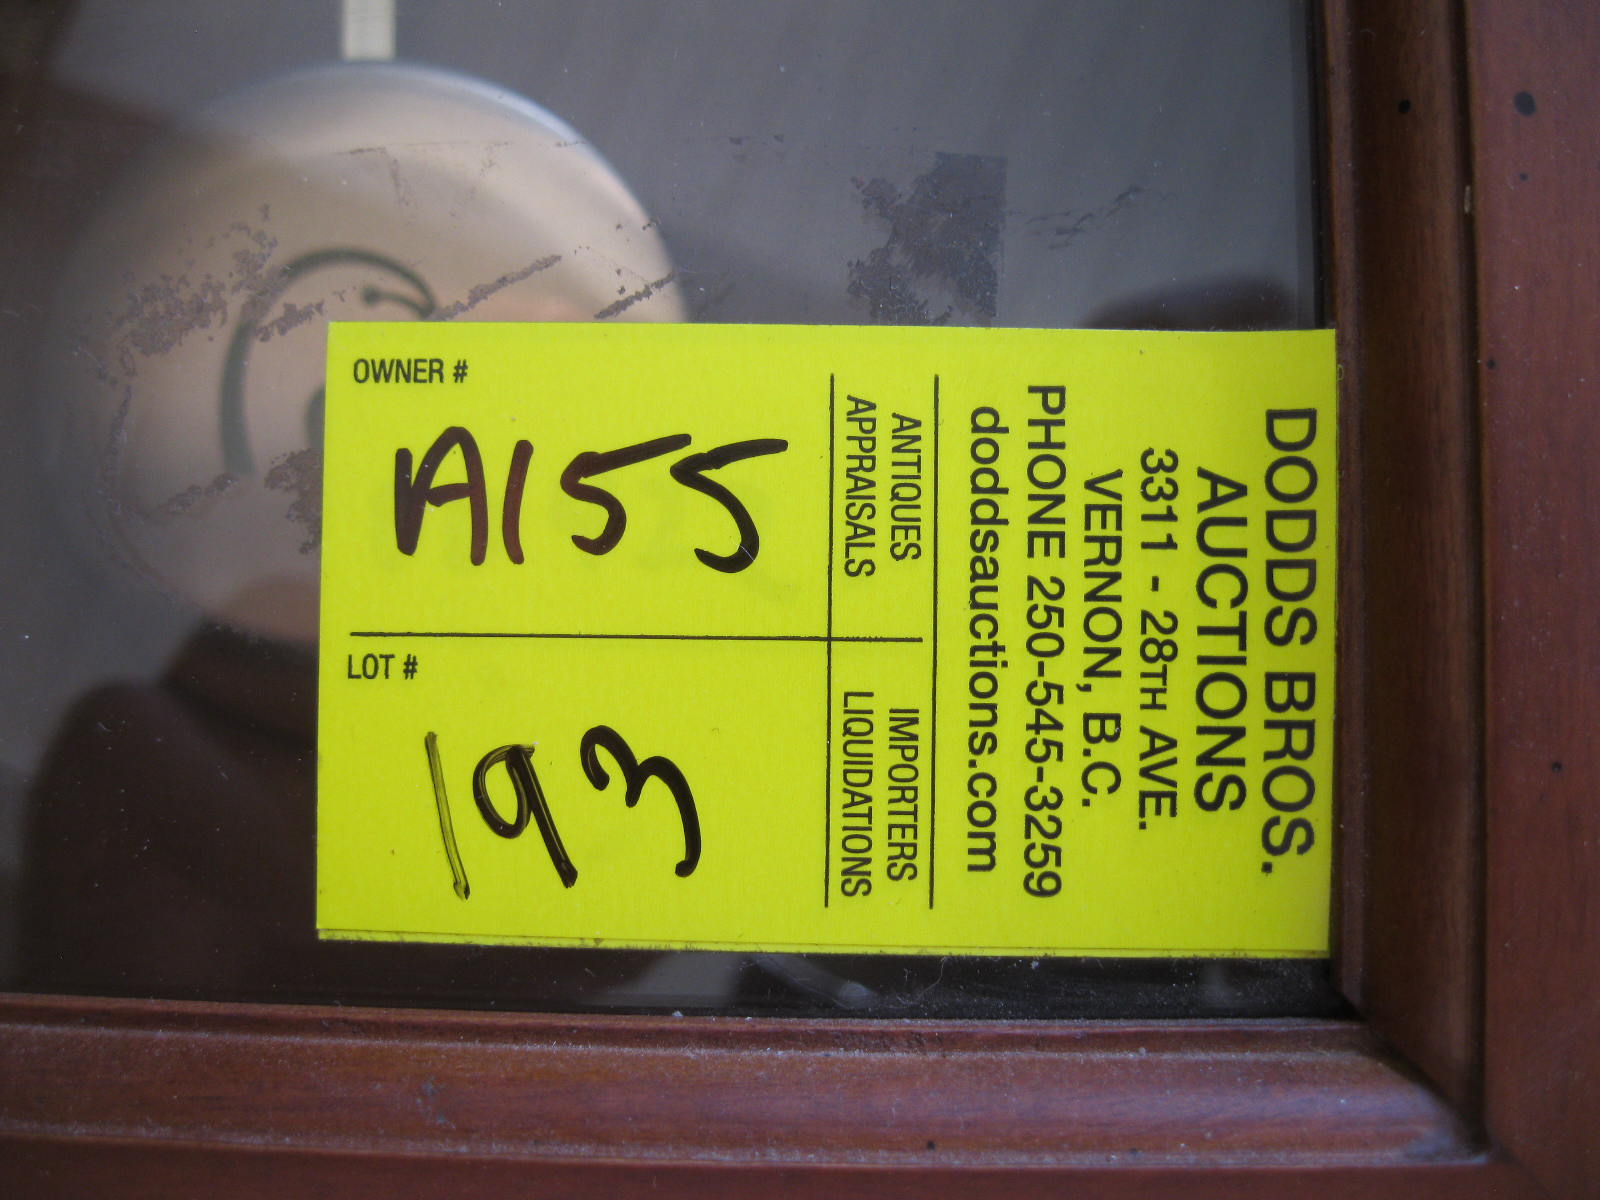 DODDS BROS.
AUCTIONS
3311 - 28TH AVE.
VERNON, B.C.
PHONE 250-545-3259
doddsauctions.com
ANTIQUES IMPORTERS
APPRAISALS LIQUIDATIONS
OWNER #
A155
LOT #
193